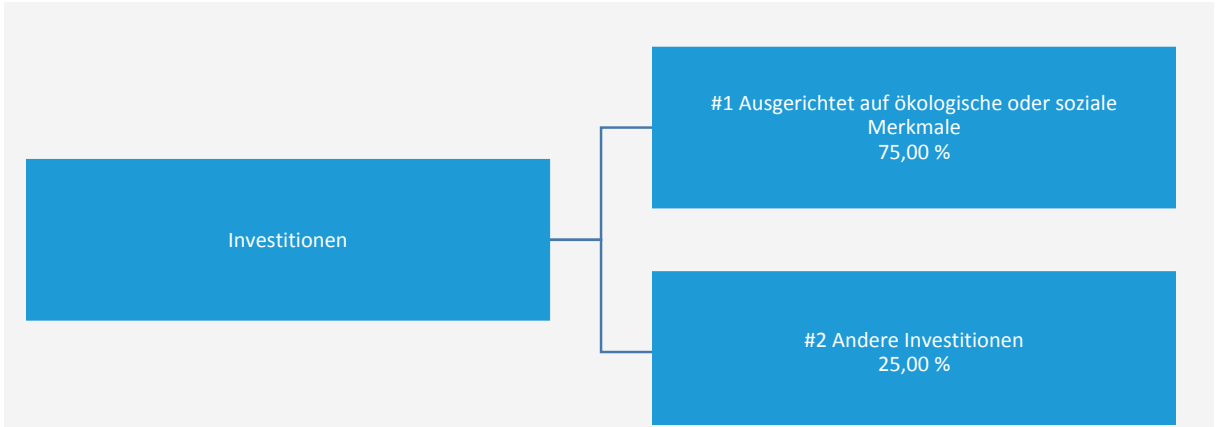 Investitionen
#1 Ausgerichtet auf ökologische oder soziale
Merkmale
75,00 %
#2 Andere Investitionen
25,00 %